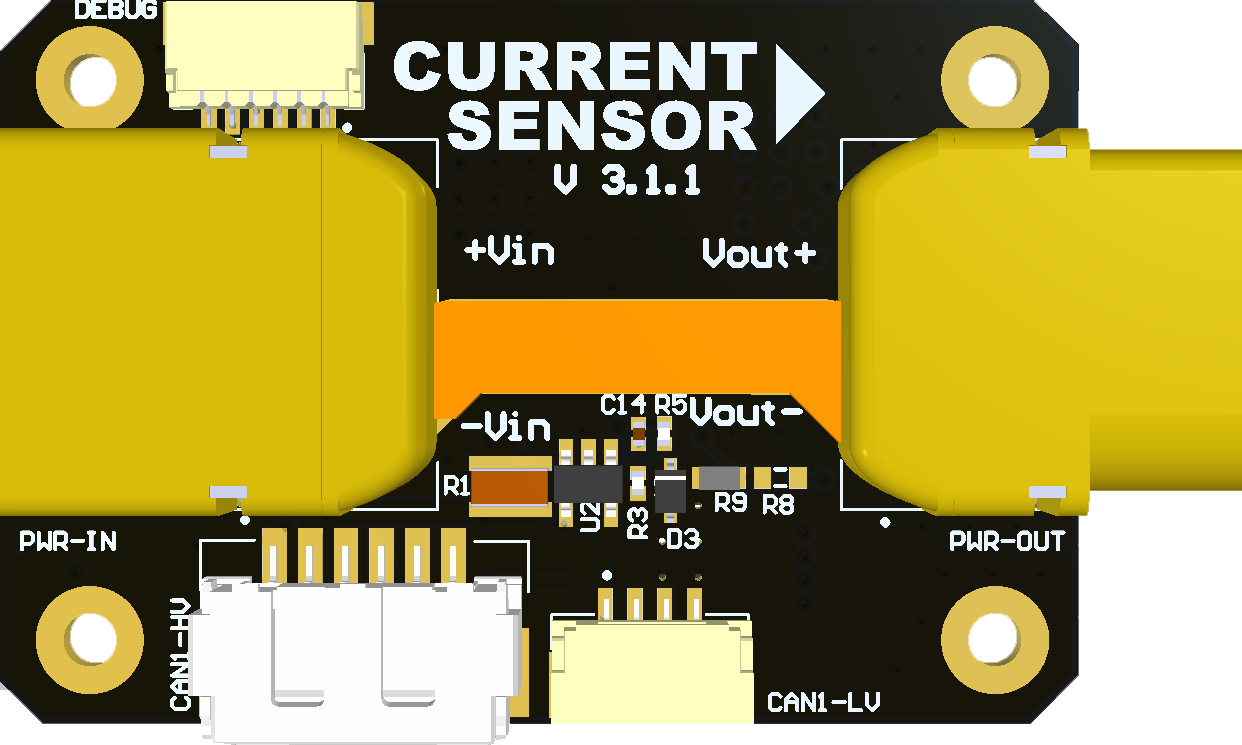 DEBUG
CURRENT
SENSOR
V 3.1.1
+Vin
Vout+
C14 R5
Vout-
-Vin
R1
U2
R3
D3
R9
R8
PWR-IN
PWR-OUT
CAN1-HV
CAN1-LV